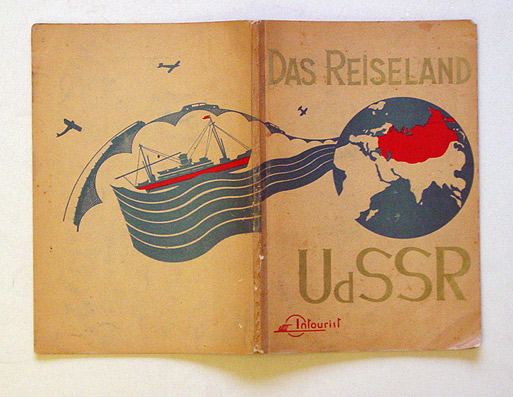 DAS REISELAND
UdSSR
Intourist